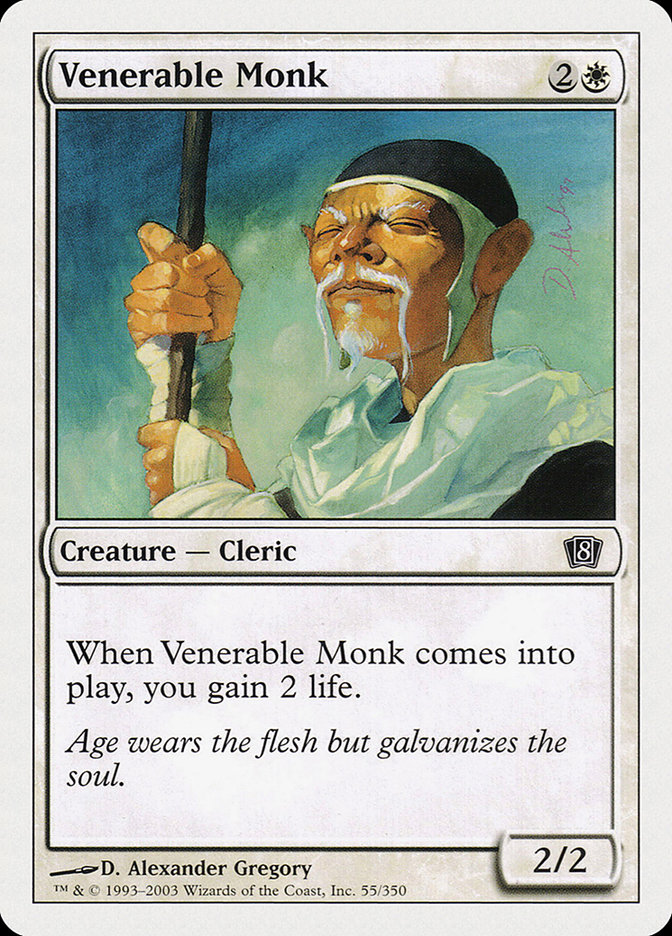 Venerable Monk 2
D. Alexander
Creature — Cleric 8
When Venerable Monk comes into
play, you gain 2 life.
Age wears the flesh but galvanizes the
soul.
2/2
D. Alexander Gregory
™ & © 1993–2003 Wizards of the Coast, Inc. 55/350